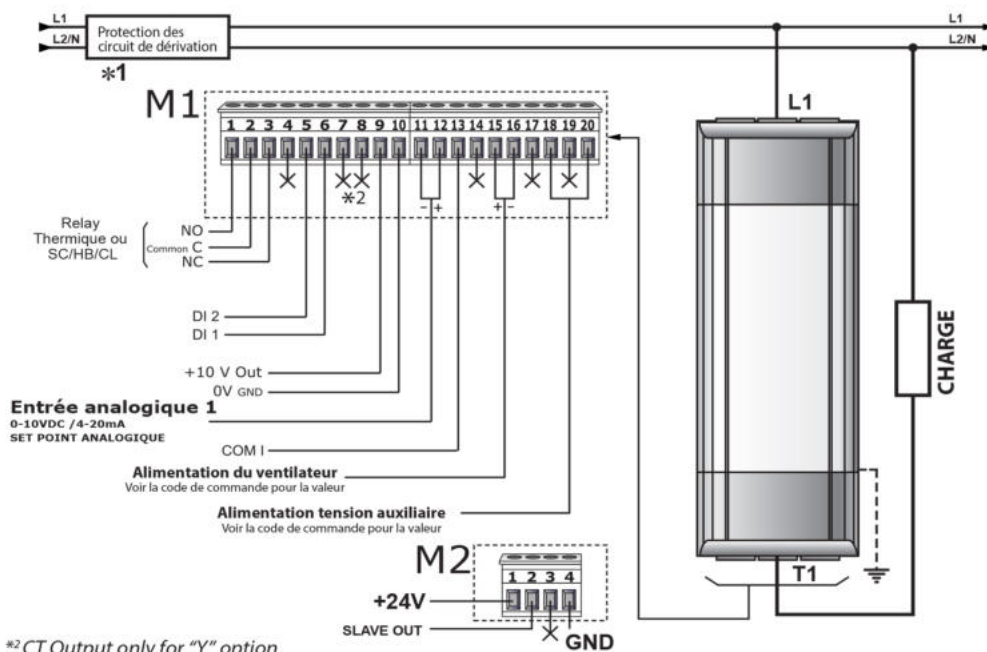 L1
L1
L2/N
L2/N
Protection des
circuit de dérivation
*1
M1
1 2 3 4 5 6 7 8 9 10 11 12 13 14 15 16 17 18 19 20
*2
- +
+ -
L1
Relay
Thermique ou
SC/HB/CL
NO
Common C
NC
DI 2
DI 1
+10 V Out
0V GND
Entrée analogique 1
0-10VDC /4-20mA
SET POINT ANALOGIQUE
COM I
Alimentation du ventilateur
Voir la code de commande pour la valeur
Alimentation tension auxiliaire
Voir la code de commande pour la valeur
CHARGE
T1
M2
1 2 3 4
+24V
SLAVE OUT
GND
*2 CT Output only for "Y" option